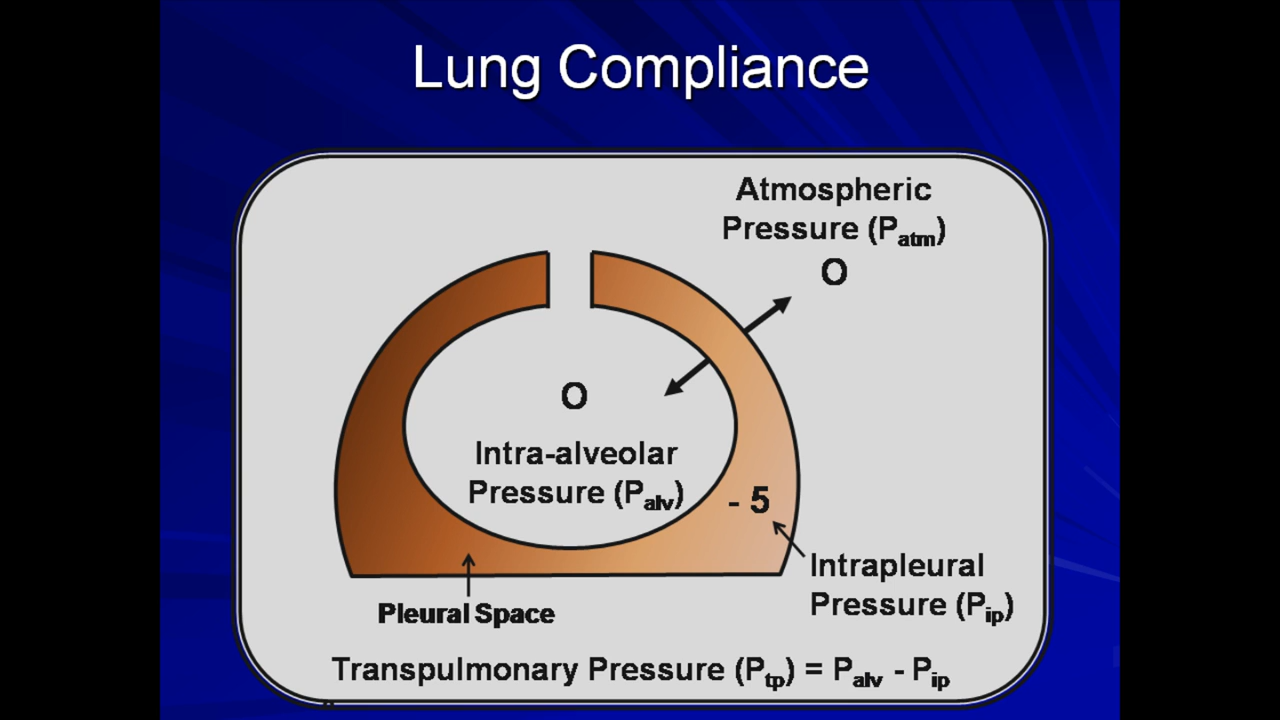 Lung Compliance
Atmospheric
Pressure (Patm)
O
O
Intra-alveolar
Pressure (Palv)
- 5
Intrapleural
Pressure (Pip)
Pleural Space
Transpulmonary Pressure (Ptp) = Palv - Pip